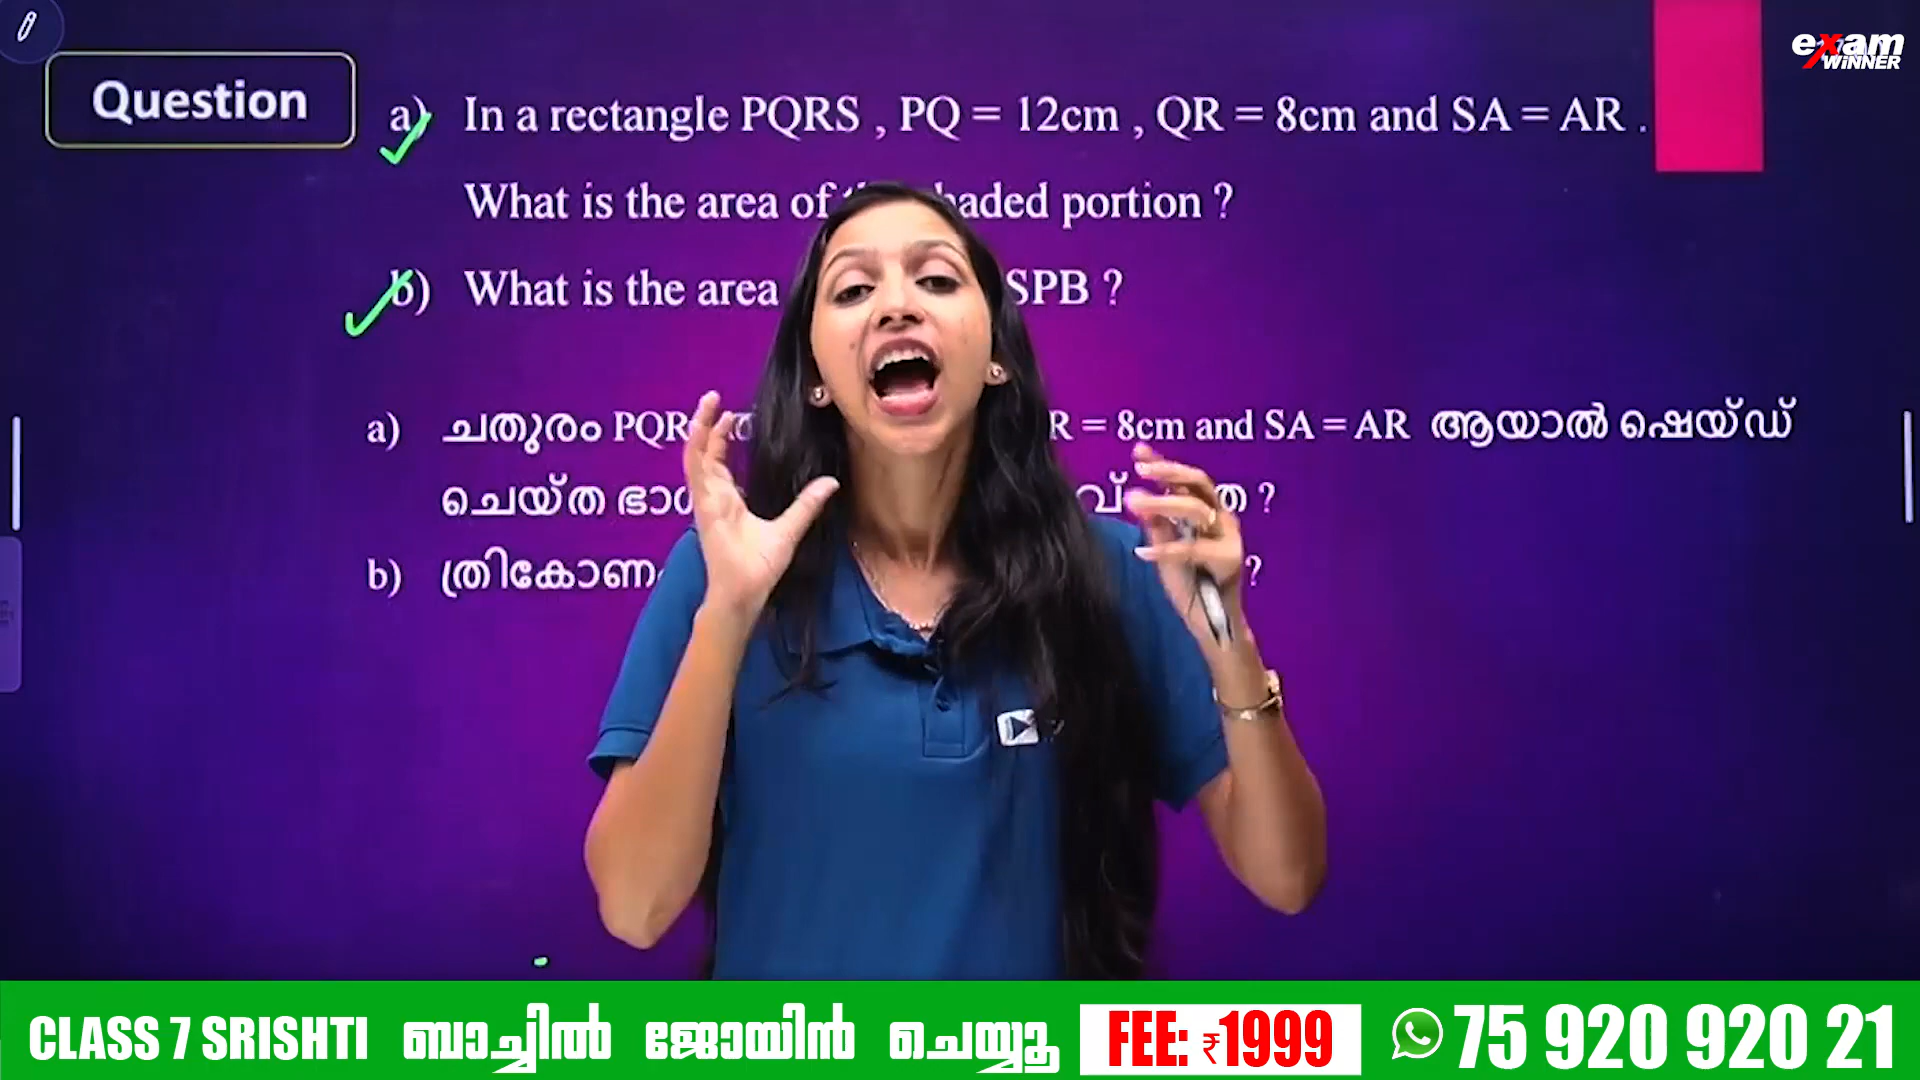 exam
WINNER
Question
a) In a rectangle PQRS , PQ = 12cm , QR = 8cm and SA = AR .
What is the area of haded portion ?
b) What is the area SPB ?
a) ചതുരം PQR R = 8cm and SA = AR ആയാൽ ഷെയ്ഡ്
ചെയ്ത ?
b) ത്രികോണം ?
CLASS 7 SRISHTI ബാച്ചിൽ ജോയിൻ ചെയ്യൂ FEE: ₹1999 75 920 920 21